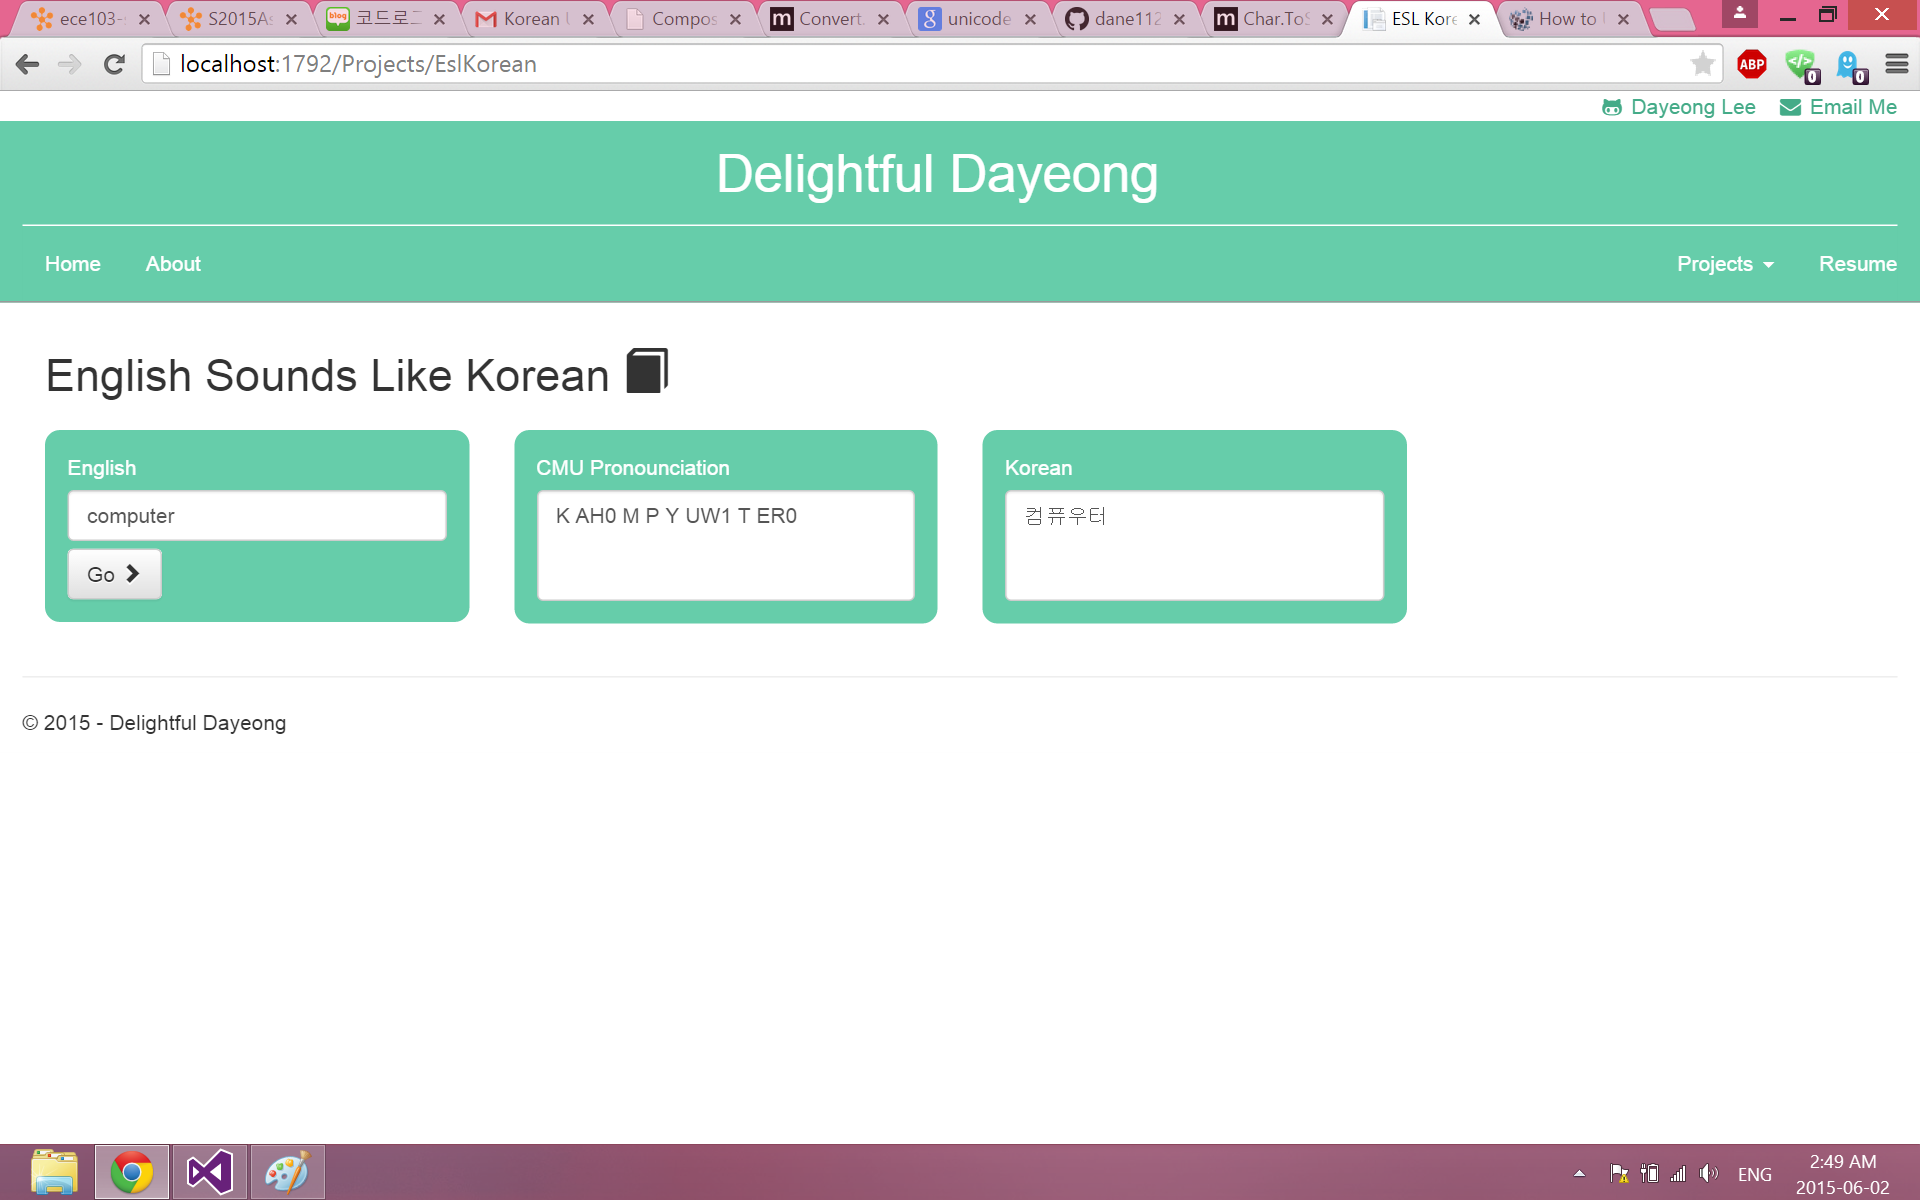 ece103-
S2015As
blog
코드로그
Korean U
Compos
m Convert.
g unicode
dane112
m Char.ToS
ESL Kore
How to
localhost:1792/Projects/EslKorean
ABP
0
0
Dayeong Lee Email Me
Delightful Dayeong
Home About Projects Resume
English Sounds Like Korean
English
computer
Go
CMU Pronounciation
K AH0 M P Y UW1 T ER0
Korean
컴퓨우터
© 2015 - Delightful Dayeong
ENG
2:49 AM
2015-06-02